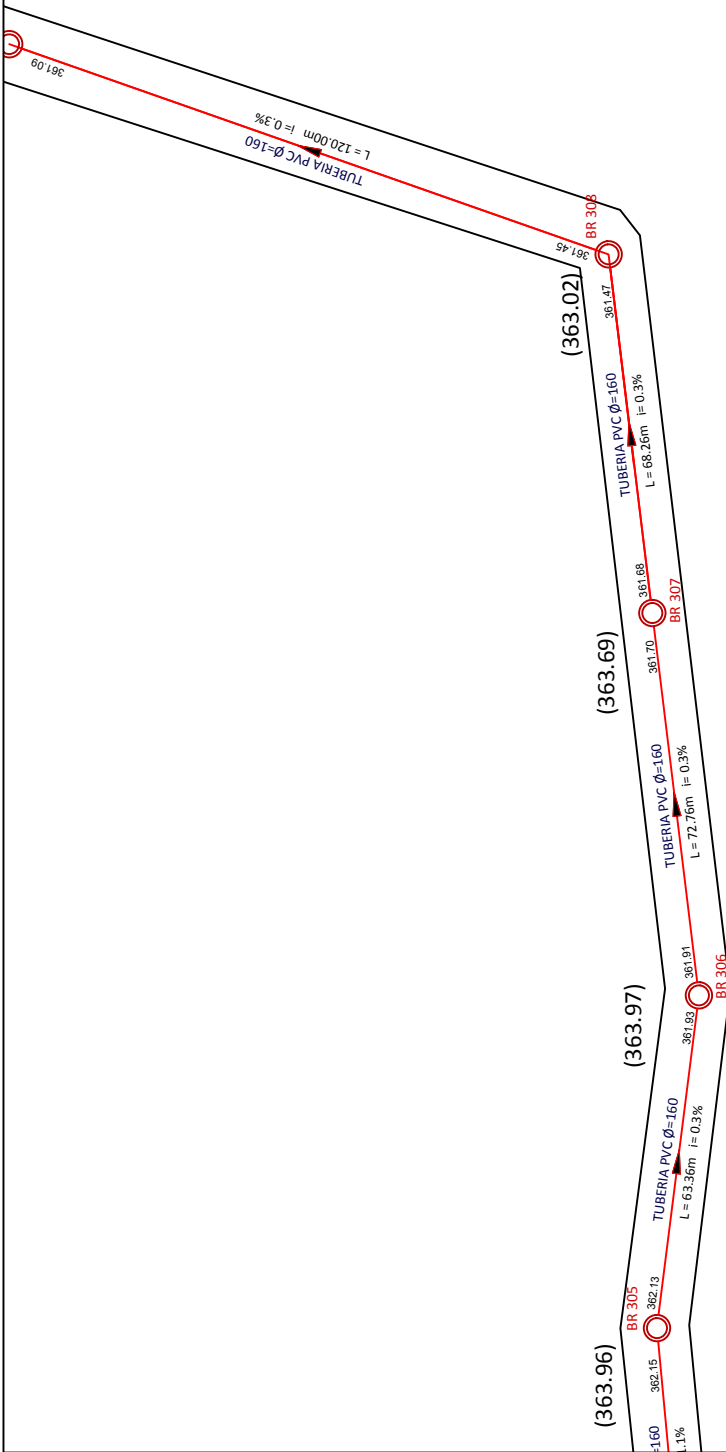 361.09
L = 120.00m   i= 0.3%
TUBERIA PVC Ø=160
361.45
BR 308
(363.02)
361.47
TUBERIA PVC Ø=160
L = 68.26m   i= 0.3%
361.68
BR 307
(363.69)
361.70
TUBERIA PVC Ø=160
L = 72.76m   i= 0.3%
361.91
BR 306
(363.97)
361.93
TUBERIA PVC Ø=160
L = 63.36m   i= 0.3%
362.13
BR 305
(363.96)
362.15
=160
.1%